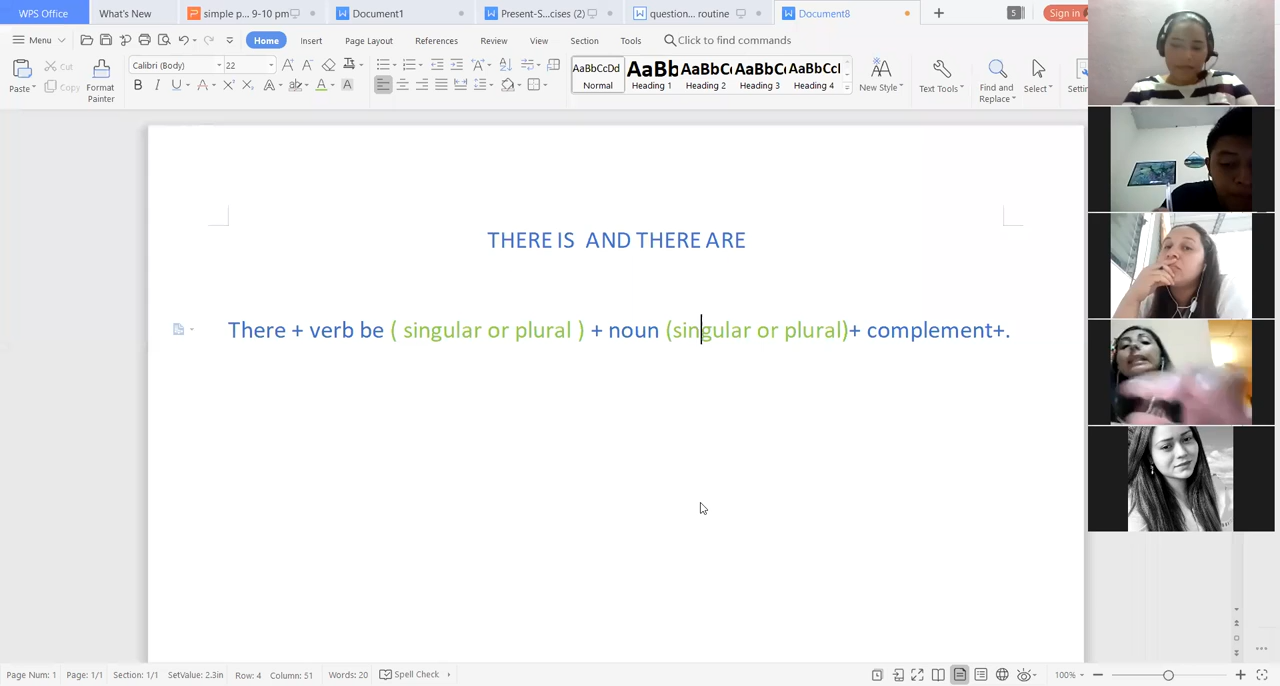 WPS Office What's New simple p... 9-10 pm Document1 Present-S...cises (2) question... routine Document8 + 5 Sign in
Menu Home Insert Page Layout References Review View Section Tools Click to find commands
Paste Cut Copy Format Painter Calibri (Body) 22 B I U A X² X₂ A ab A A
AaBbCcDd Normal AaBb Heading 1 AaBbC Heading 2 AaBbC Heading 3 AaBbCcI Heading 4 New Style Text Tools Find and Replace Select
THERE IS AND THERE ARE
There + verb be ( singular or plural ) + noun (singular or plural)+ complement+.
Page Num: 1 Page: 1/1 Section: 1/1 SetValue: 2.3in Row: 4 Column: 51 Words: 20 Spell Check 100%